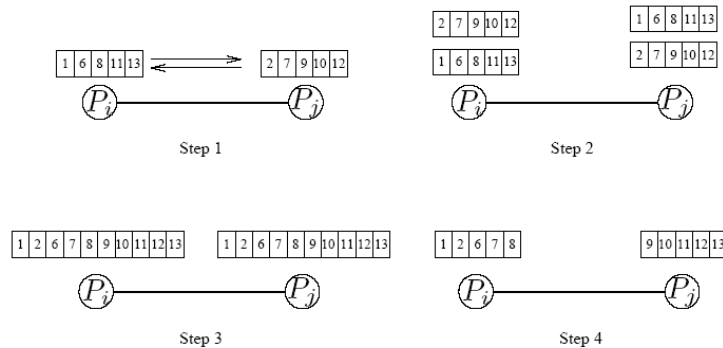 2 7 9 10 12
1 6 8 11 13
1 6 8 11 13
2 7 9 10 12
1 6 8 11 13
2 7 9 10 12
P_i
P_j
P_i
P_j
Step 1
Step 2
1 2 6 7 8 9 10 11 12 13
1 2 6 7 8 9 10 11 12 13
1 2 6 7 8
9 10 11 12 13
P_i
P_j
P_i
P_j
Step 3
Step 4